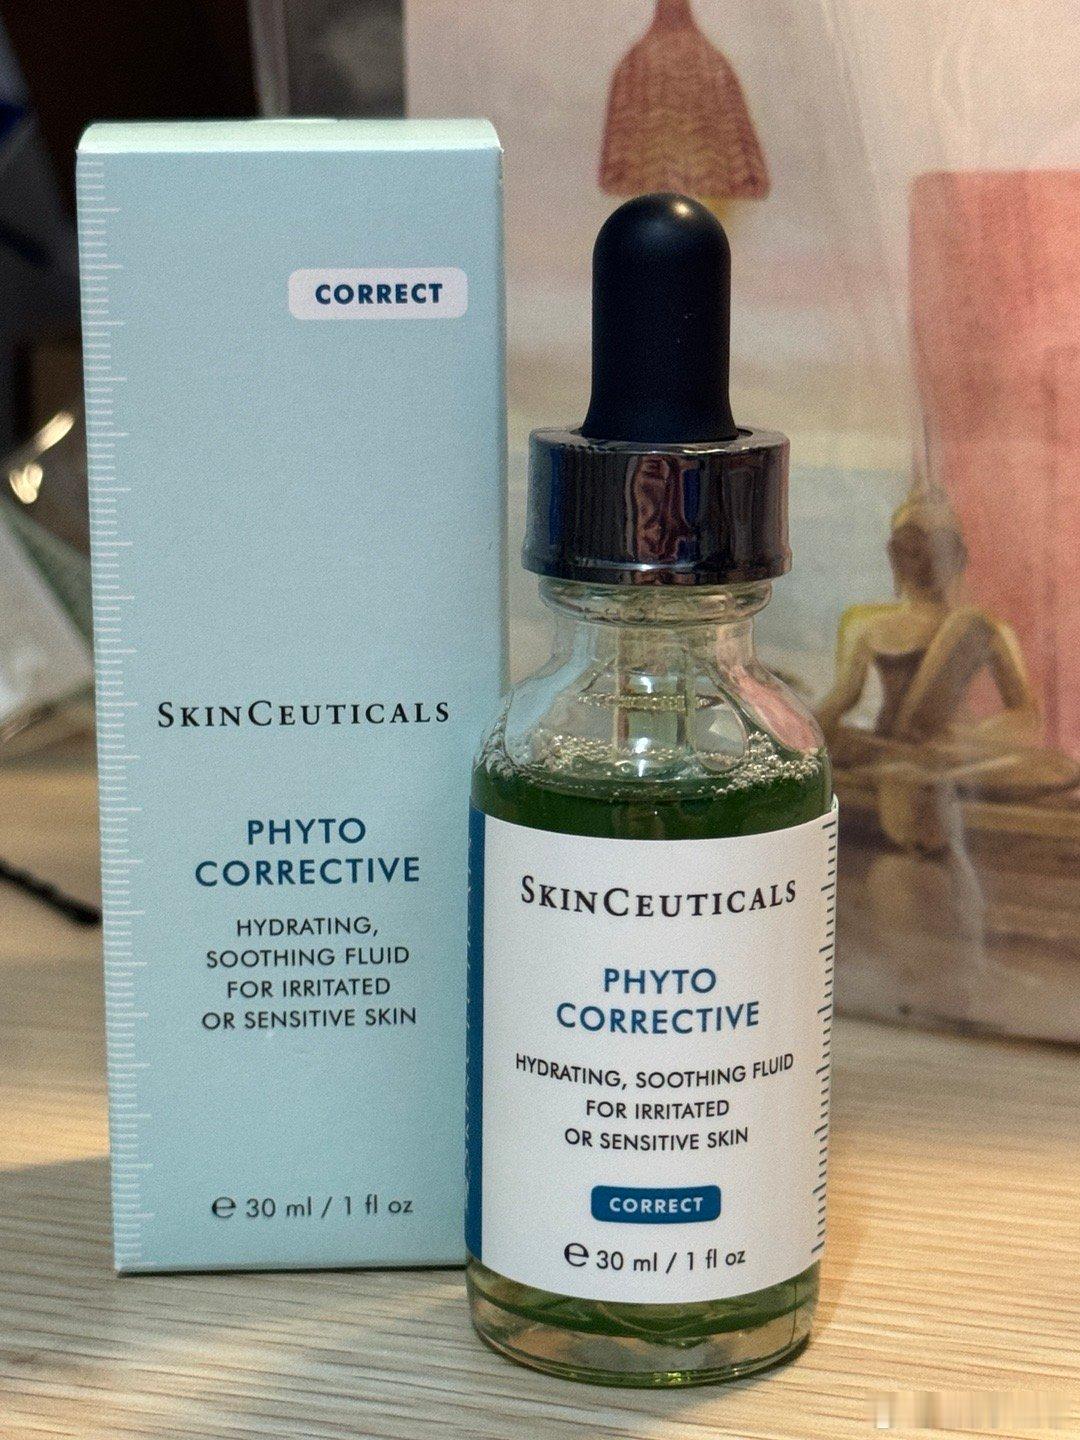 CORRECT
SKINCEUTICALS
PHYTO
CORRECTIVE
HYDRATING,
SOOTHING FLUID
FOR IRRITATED
OR SENSITIVE SKIN
℮ 30 ml / 1 fl oz
SKINCEUTICALS
PHYTO
CORRECTIVE
HYDRATING, SOOTHING FLUID
FOR IRRITATED
OR SENSITIVE SKIN
CORRECT
℮ 30 ml / 1 fl oz